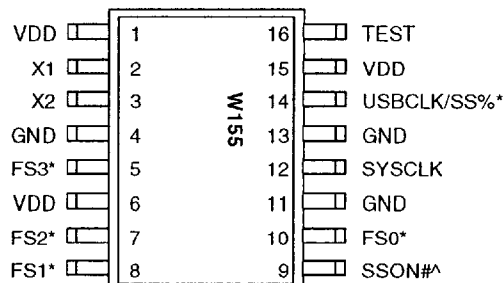 VDD 1 16 TEST
X1 2 15 VDD
X2 3 14 USBCLK/SS%*
GND 4 13 GND
FS3* 5 12 SYSCLK
VDD 6 11 GND
FS2* 7 10 FS0*
FS1* 8 9 SSON#^
W155